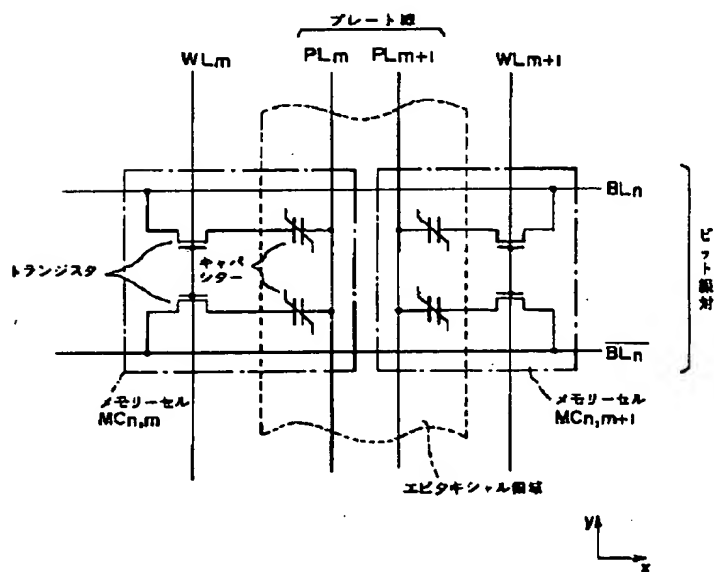 プレート線
WLm PLm PLm+1 WLm+1
BLn
トランジスタ
キャパ
シター
ビット線対
BLn
メモリーセル
MCn,m
メモリーセル
MCn,m+1
エピタキシャル領域
y
x